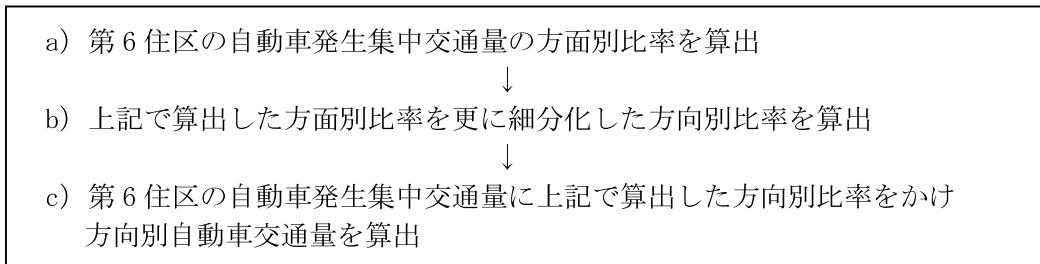 a) 第6住区の自動車発生集中交通量の方面別比率を算出
↓
b) 上記で算出した方面別比率を更に細分化した方向別比率を算出
↓
c) 第6住区の自動車発生集中交通量に上記で算出した方向別比率をかけ
方向別自動車交通量を算出